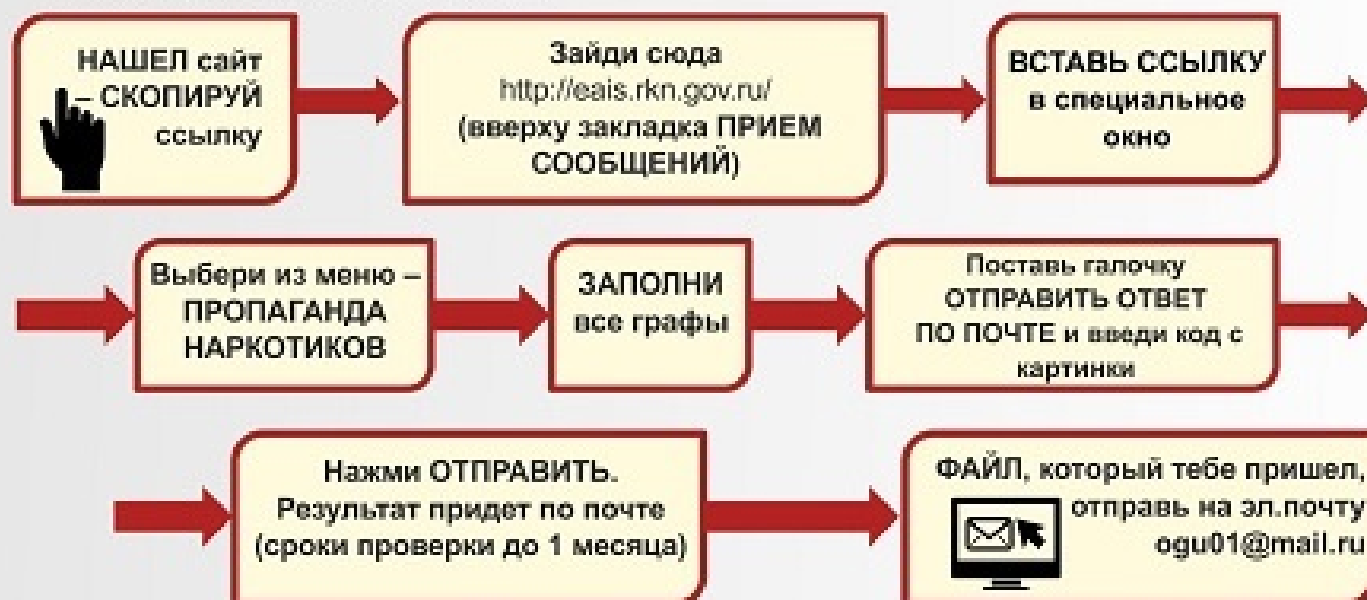 НАШЕЛ сайт
– СКОПИРУЙ
ссылку
Зайди сюда
http://eais.rkn.gov.ru/
(вверху закладка ПРИЕМ
СООБЩЕНИЙ)
ВСТАВЬ ССЫЛКУ
в специальное
окно
Выбери из меню –
ПРОПАГАНДА
НАРКОТИКОВ
ЗАПОЛНИ
все графы
Поставь галочку
ОТПРАВИТЬ ОТВЕТ
ПО ПОЧТЕ и введи код с
картинки
Нажми ОТПРАВИТЬ.
Результат придет по почте
(сроки проверки до 1 месяца)
ФАЙЛ, который тебе пришел,
отправь на эл.почту
ogu01@mail.ru